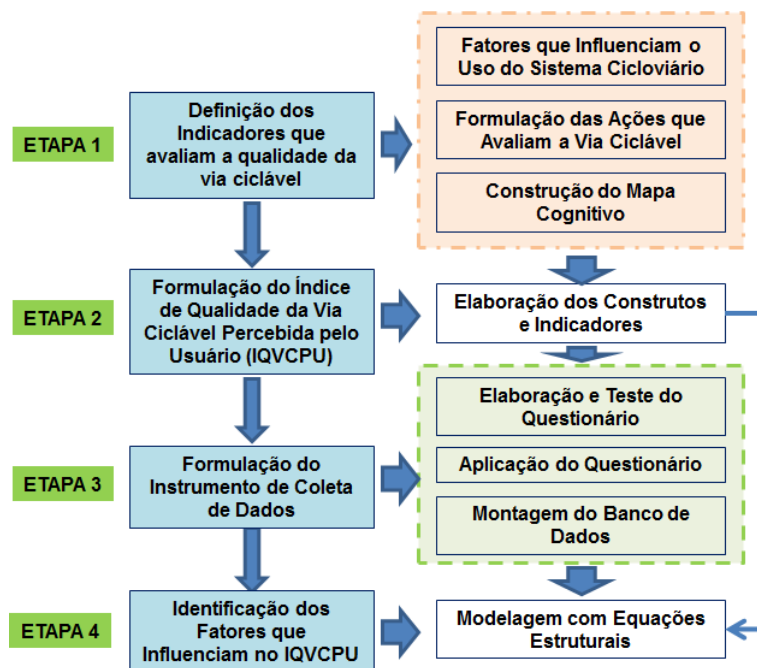 ETAPA 1
Definição dos
Indicadores que
avaliam a qualidade da
via ciclável
Fatores que Influenciam o
Uso do Sistema Cicloviário
Formulação das Ações que
Avaliam a Via Ciclável
Construção do Mapa
Cognitivo
ETAPA 2
Formulação do Índice
de Qualidade da Via
Ciclável Percebida pelo
Usuário (IQVCPU)
Elaboração dos Construtos
e Indicadores
ETAPA 3
Formulação do
Instrumento de Coleta
de Dados
Elaboração e Teste do
Questionário
Aplicação do Questionário
Montagem do Banco de
Dados
ETAPA 4
Identificação dos
Fatores que
Influenciam no IQVCPU
Modelagem com Equações
Estruturais